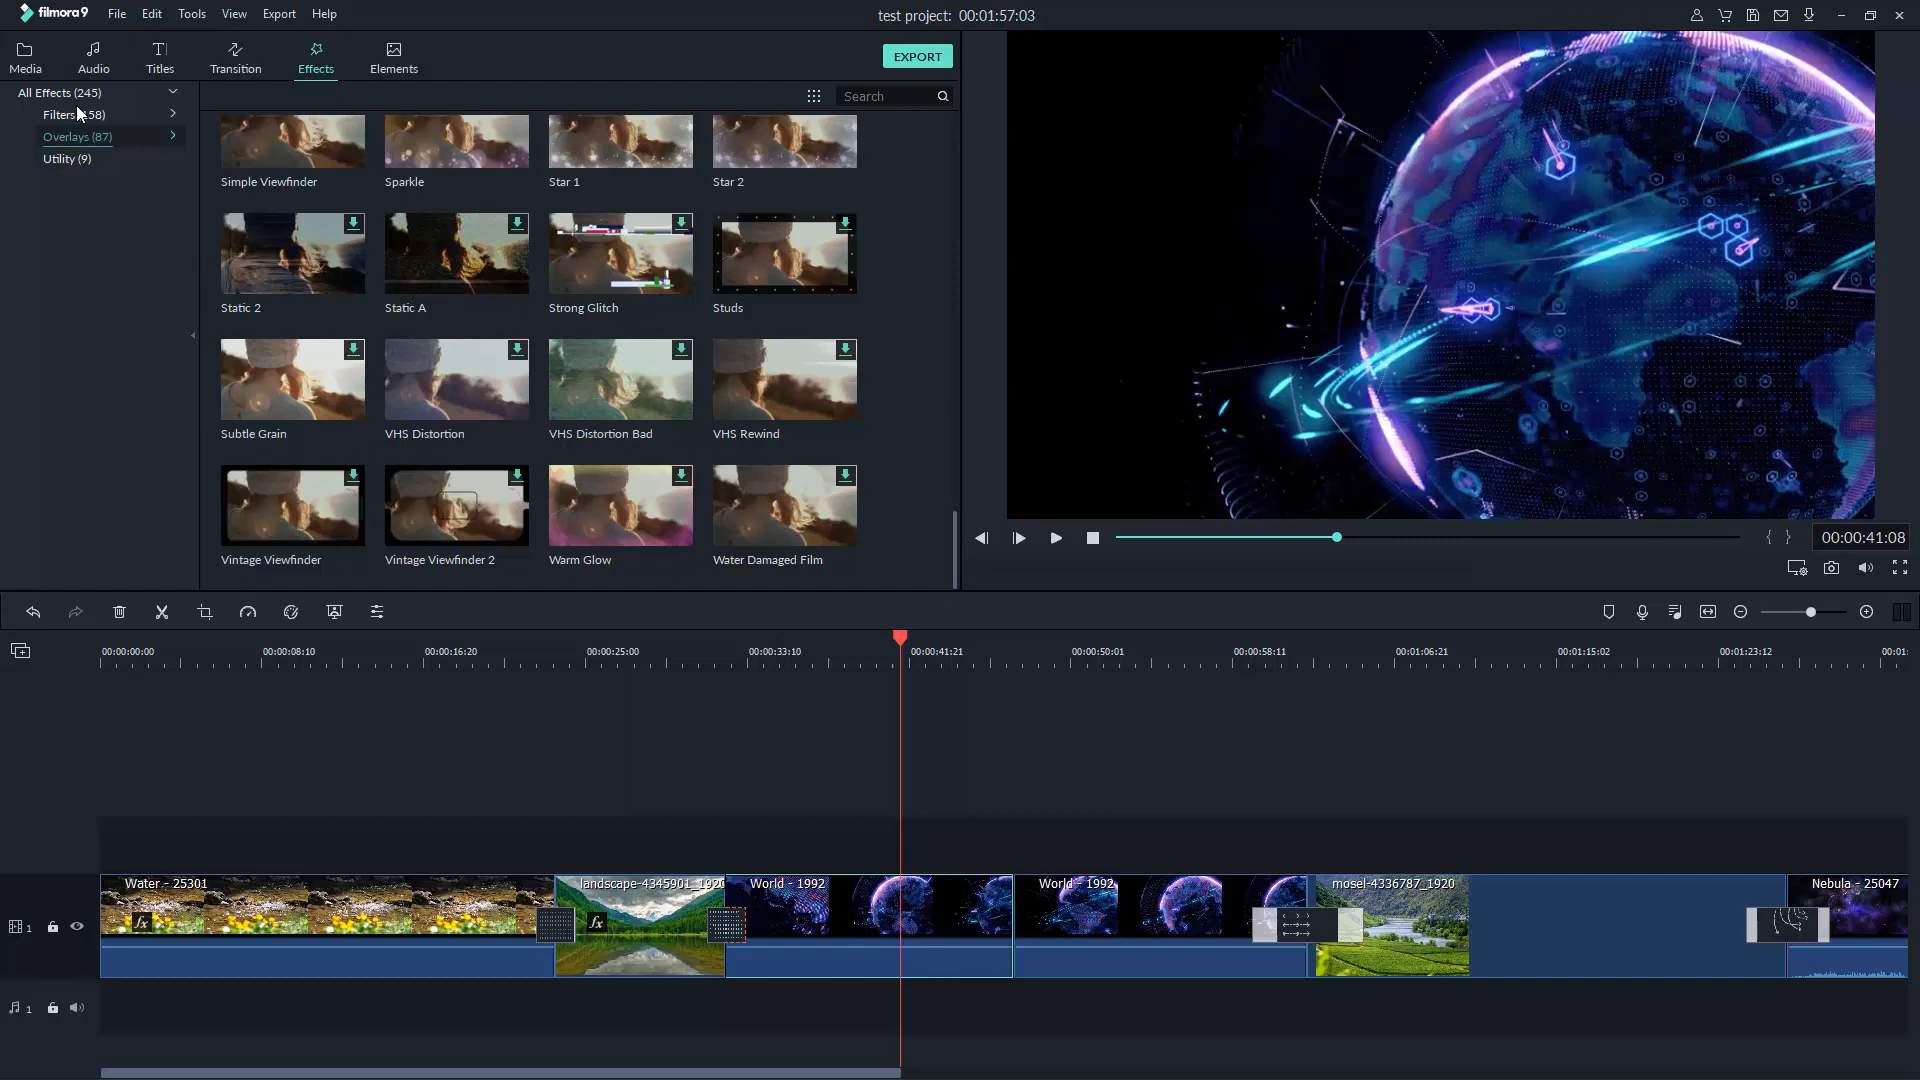 filmora9 File Edit Tools View Export Help
test project: 00:01:57:03
Media Audio Titles Transition Effects Elements
EXPORT
All Effects (245)
Search
Overlays (87)
Utility (9)
Simple Viewfinder Sparkle Star 1 Star 2
Static 2 Static A Strong Glitch Studs
Subtle Grain VHS Distortion VHS Distortion Bad VHS Rewind
Vintage Viewfinder Vintage Viewfinder 2 Warm Glow Water Damaged Film
00:00:41:08
00:00:00:00 00:00:08:10 00:00:16:20 00:00:25:00 00:00:33:10 00:00:41:21 00:00:50:01 00:00:58:11 00:01:06:21 00:01:15:02 00:01:23:12 00:01:
Water - 25301 landscape-4345901_192 World - 1992 World - 1992 mosel-4336787_1920 Nebula - 25047
fx fx
1
1